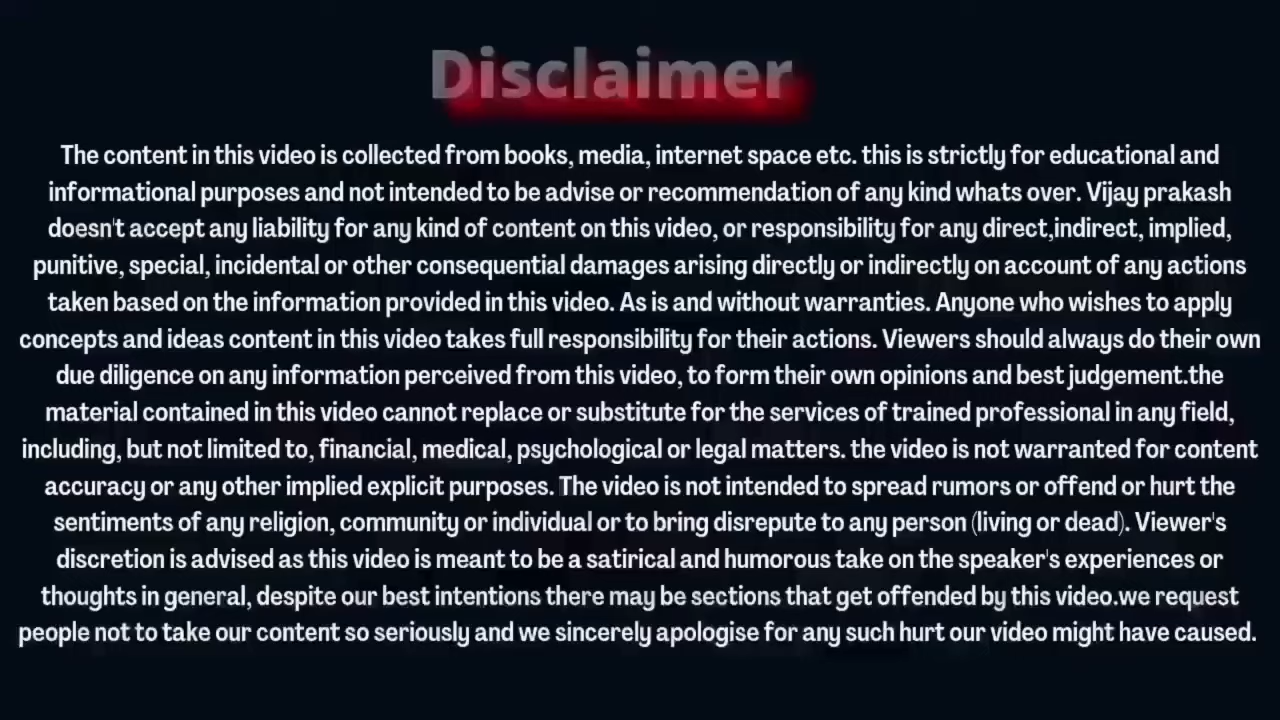 Disclaimer
The content in this video is collected from books, media, internet space etc. this is strictly for educational and
informational purposes and not intended to be advise or recommendation of any kind whats over. Vijay prakash
doesn't accept any liability for any kind of content on this video, or responsibility for any direct,indirect, implied,
punitive, special, incidental or other consequential damages arising directly or indirectly on account of any actions
taken based on the information provided in this video. As is and without warranties. Anyone who wishes to apply
concepts and ideas content in this video takes full responsibility for their actions. Viewers should always do their own
due diligence on any information perceived from this video, to form their own opinions and best judgement.the
material contained in this video cannot replace or substitute for the services of trained professional in any field,
including, but not limited to, financial, medical, psychological or legal matters. the video is not warranted for content
accuracy or any other implied explicit purposes. The video is not intended to spread rumors or offend or hurt the
sentiments of any religion, community or individual or to bring disrepute to any person (living or dead). Viewer's
discretion is advised as this video is meant to be a satirical and humorous take on the speaker's experiences or
thoughts in general, despite our best intentions there may be sections that get offended by this video.we request
people not to take our content so seriously and we sincerely apologise for any such hurt our video might have caused.